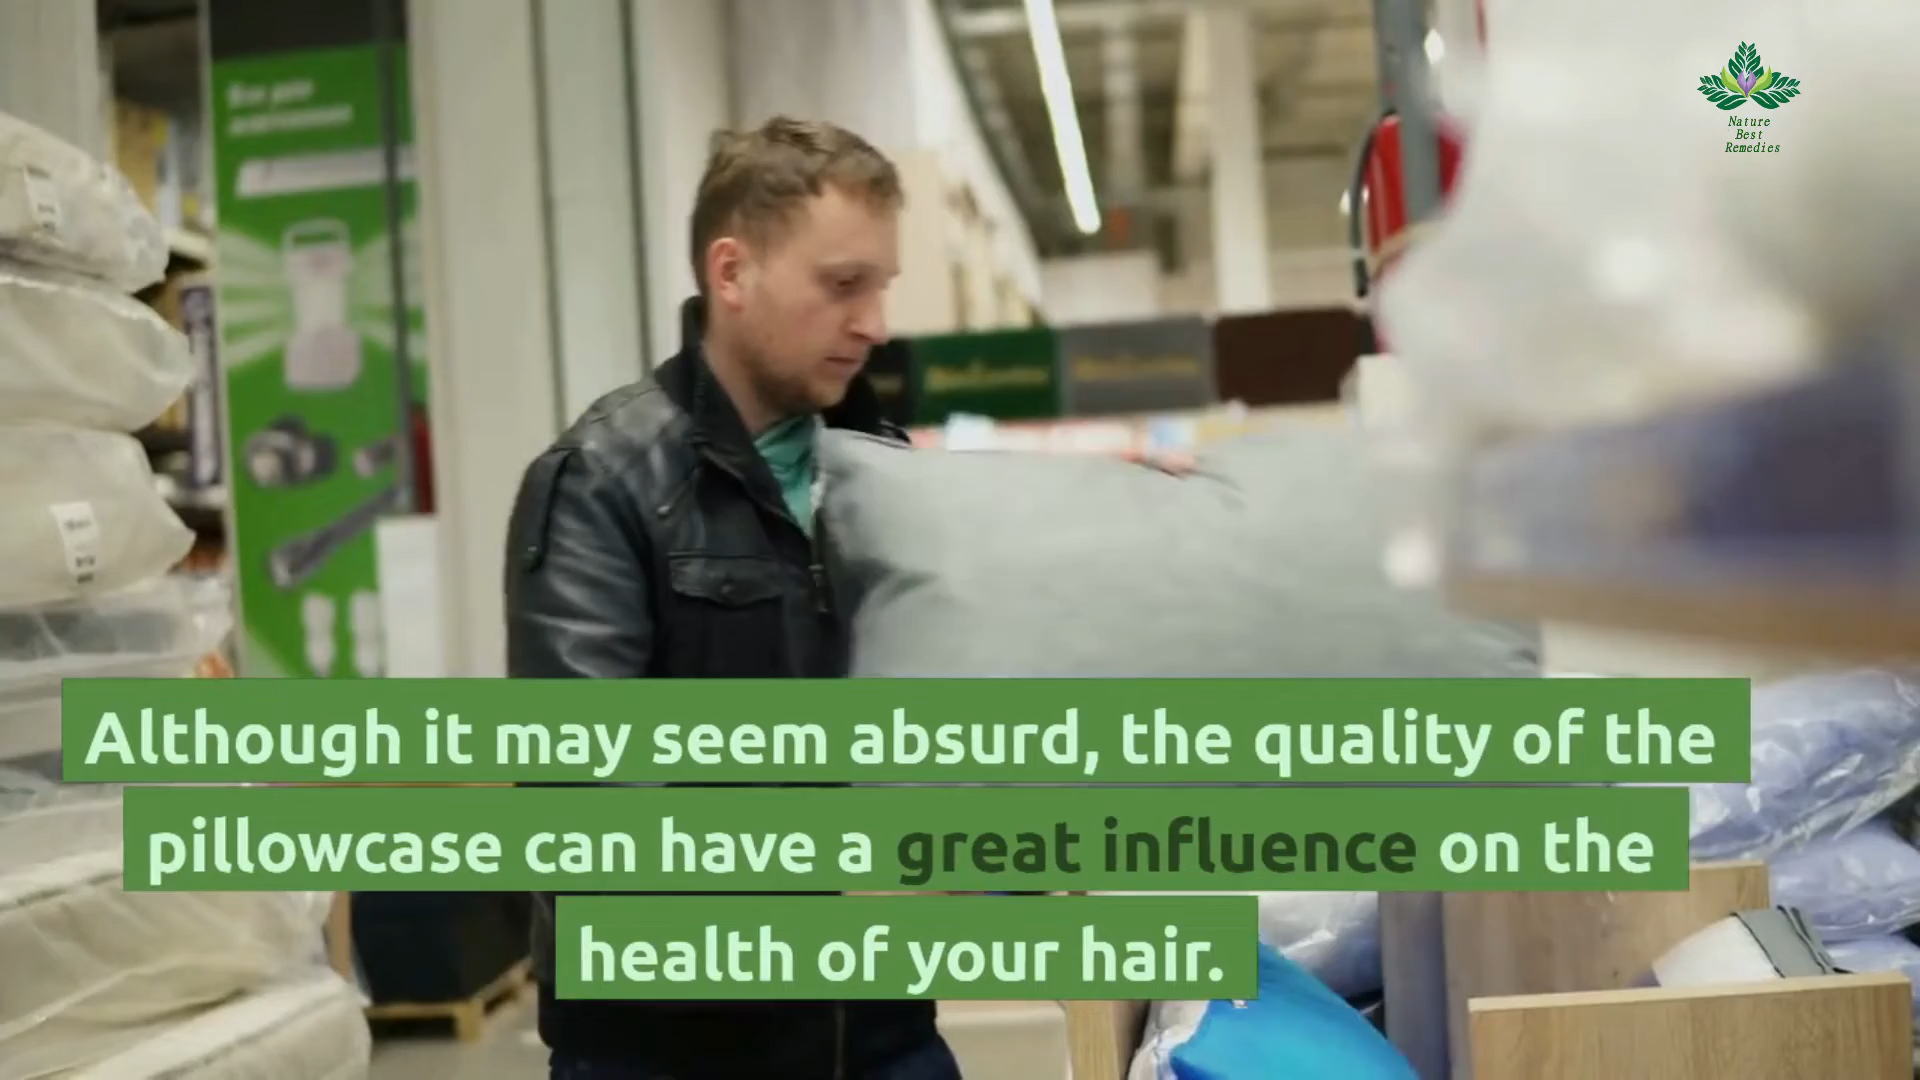 Nature
Best
Remedies
Although it may seem absurd, the quality of the
pillowcase can have a great influence on the
health of your hair.